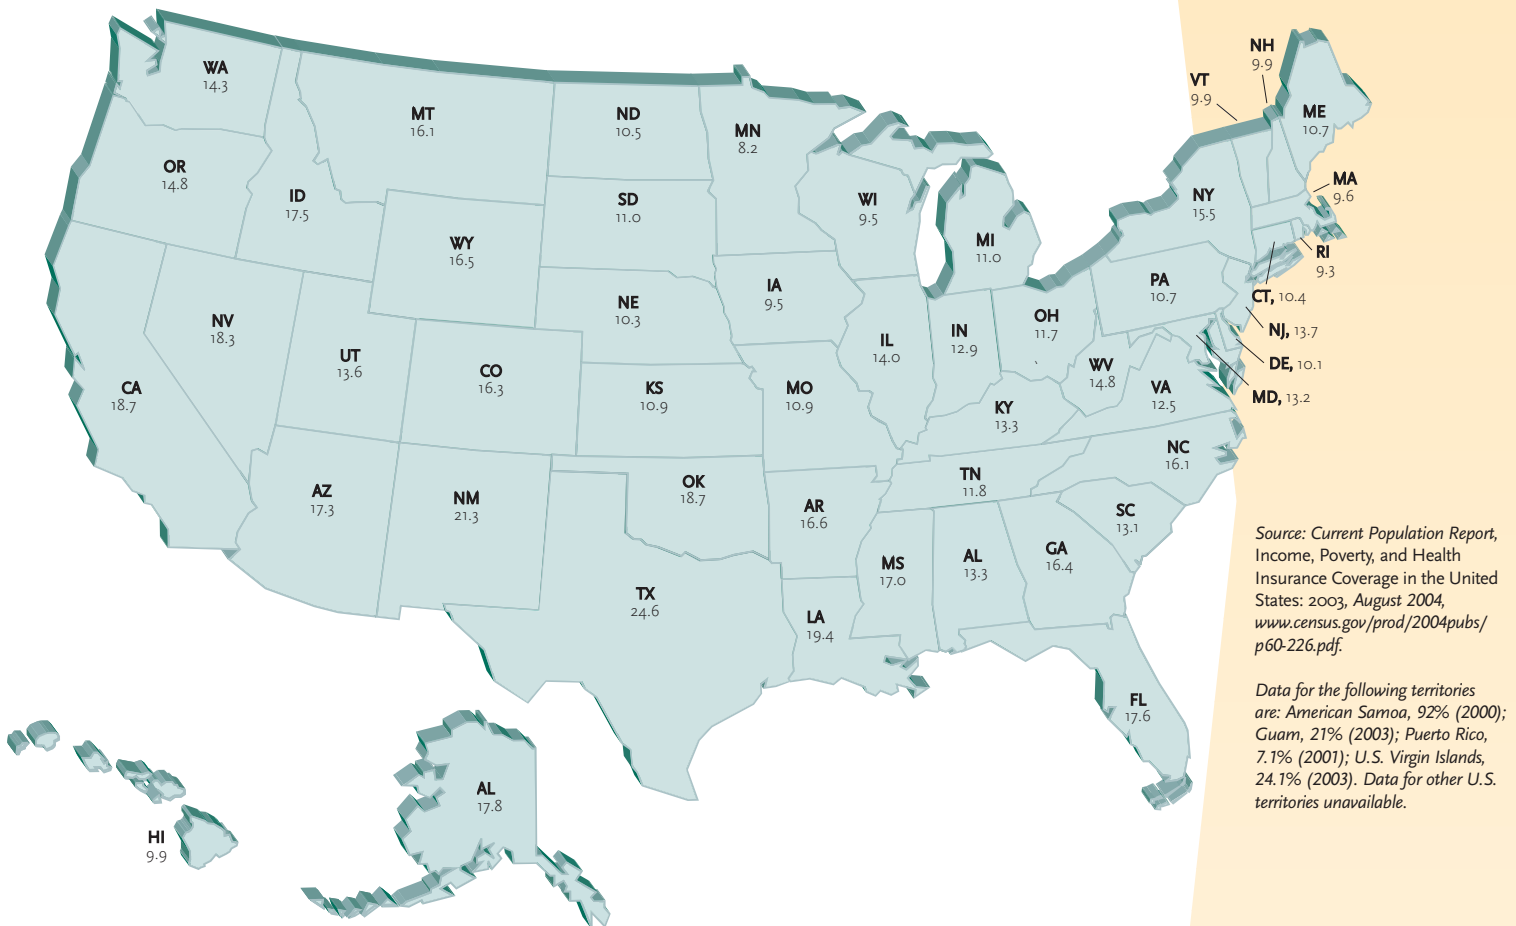 NH
9.9
VT
9.9
WA
14.3
MT
16.1
ND
10.5
MN
8.2
ME
10.7
OR
14.8
ID
17.5
SD
11.0
WI
9.5
NY
15.5
MA
9.6
WY
16.5
MI
11.0
RI
9.3
NV
18.3
NE
10.3
IA
9.5
PA
10.7
CT, 10.4
UT
13.6
CO
16.3
IL
14.0
IN
12.9
OH
11.7
NJ, 13.7
DE, 10.1
MD, 13.2
CA
18.7
KS
10.9
MO
10.9
KY
13.3
WV
14.8
VA
12.5
AZ
17.3
NM
21.3
OK
18.7
AR
16.6
TN
11.8
NC
16.1
SC
13.1
TX
24.6
LA
19.4
MS
17.0
AL
13.3
GA
16.4
FL
17.6
AL
17.8
HI
9.9
Source: Current Population Report,
Income, Poverty, and Health
Insurance Coverage in the United
States: 2003, August 2004,
www.census.gov/prod/2004pubs/
p60-226.pdf.
Data for the following territories
are: American Samoa, 92% (2000);
Guam, 21% (2003); Puerto Rico,
7.1% (2001); U.S. Virgin Islands,
24.1% (2003). Data for other U.S.
territories unavailable.